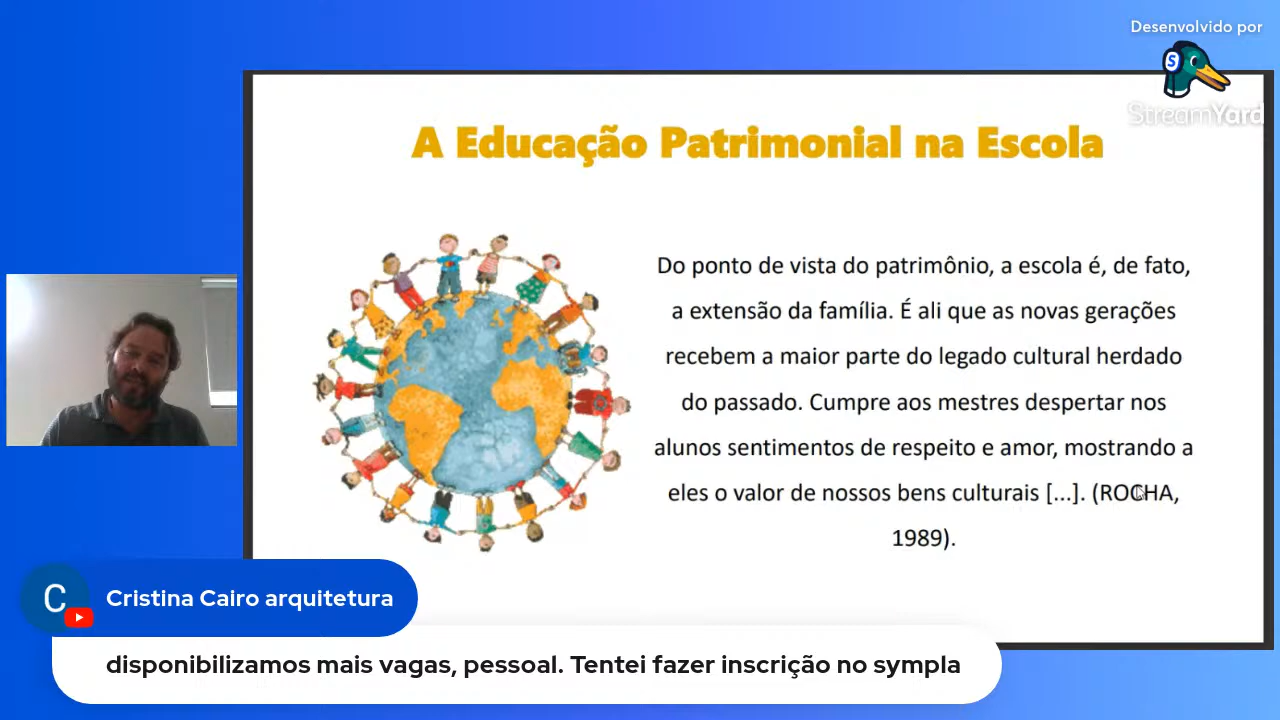 Desenvolvido por
S
StreamYard
A Educação Patrimonial na Escola
Do ponto de vista do patrimônio, a escola é, de fato,
a extensão da família. É ali que as novas gerações
recebem a maior parte do legado cultural herdado
do passado. Cumpre aos mestres despertar nos
alunos sentimentos de respeito e amor, mostrando a
eles o valor de nossos bens culturais [...]. (ROCHA,
1989).
C
Cristina Cairo arquitetura
disponibilizamos mais vagas, pessoal. Tentei fazer inscrição no sympla